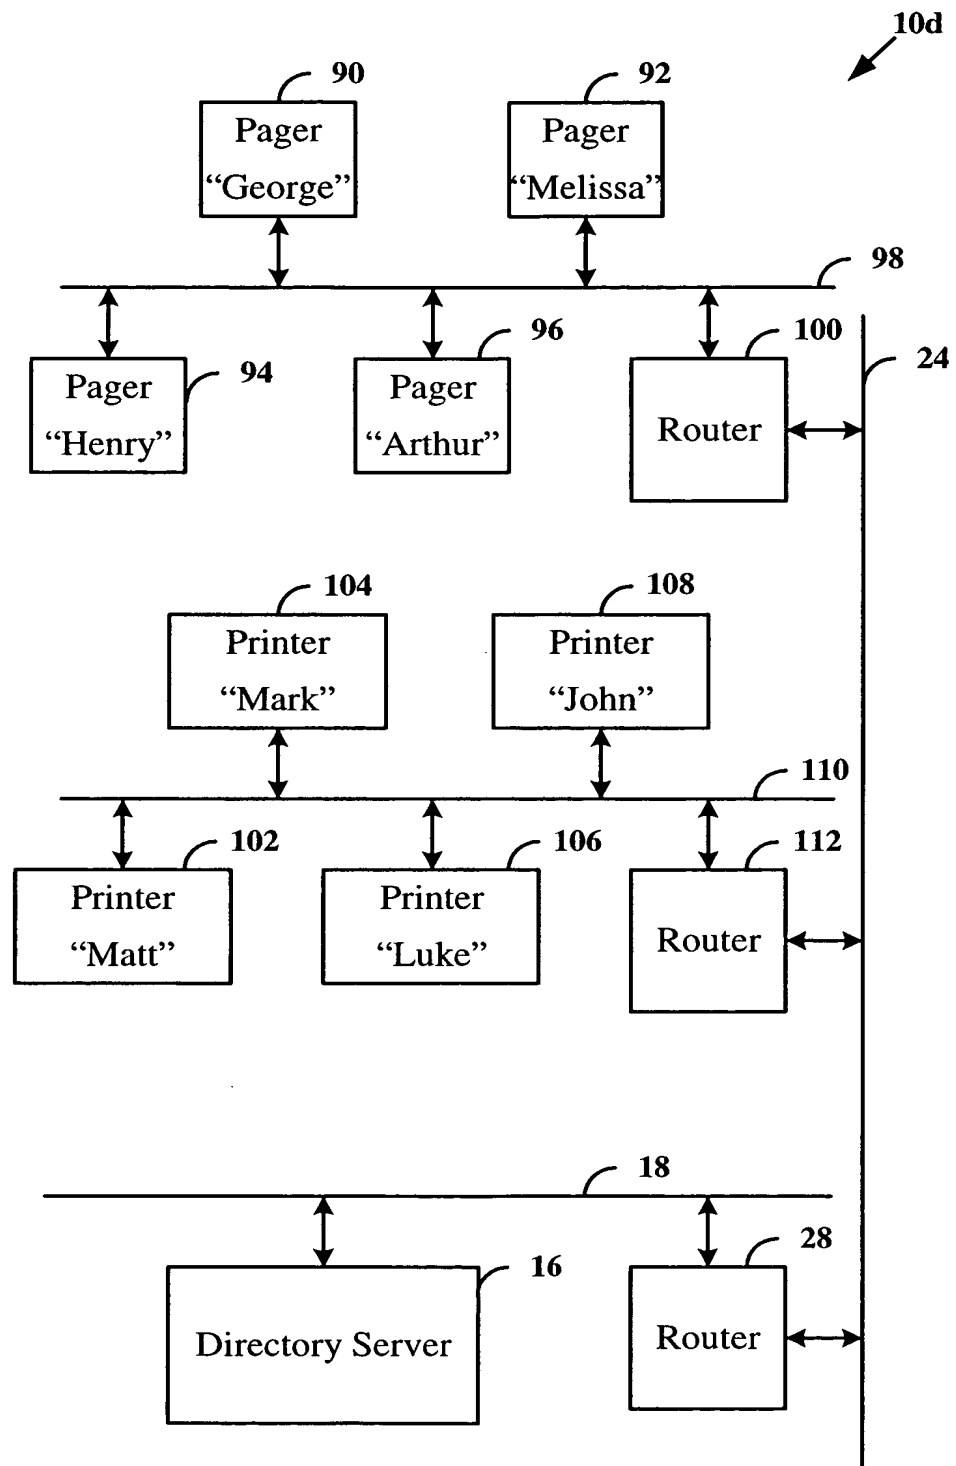 10d
90
92
Pager
“George”
Pager
“Melissa”
98
96
100
94
24
Pager
“Henry”
Pager
“Arthur”
Router
104
108
Printer
“Mark”
Printer
“John”
110
102
106
112
Printer
“Matt”
Printer
“Luke”
Router
18
28
16
Directory Server
Router